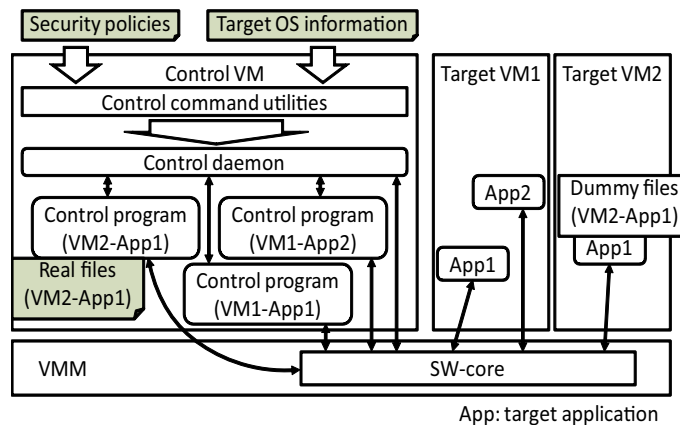 Security policies
Target OS information
Control VM
Target VM1
Target VM2
Control command utilities
Control daemon
Control program
(VM2-App1)
Control program
(VM1-App2)
App2
Dummy files
(VM2-App1)
App1
Real files
(VM2-App1)
Control program
(VM1-App1)
App1
VMM
SW-core
App: target application